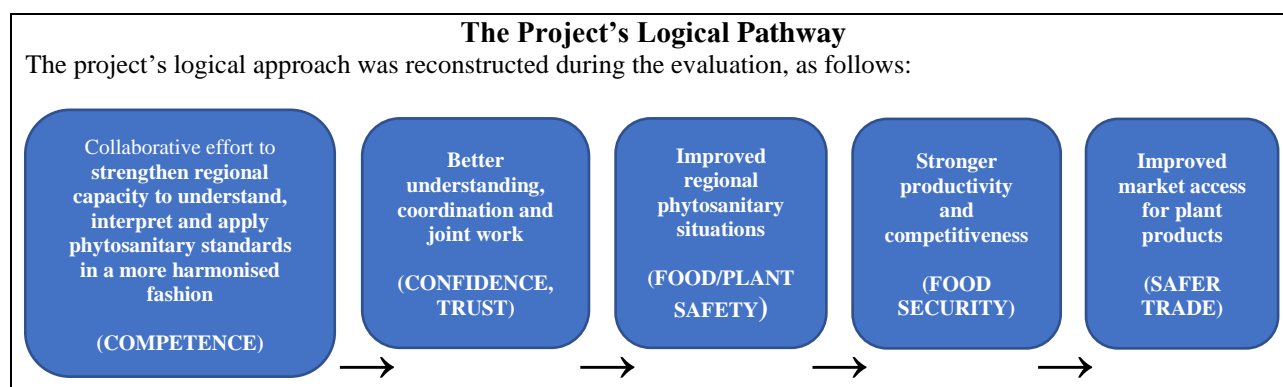 The Project's Logical Pathway
The project's logical approach was reconstructed during the evaluation, as follows:
Collaborative effort to
strengthen regional
capacity to understand,
interpret and apply
phytosanitary standards
in a more harmonised
fashion
(COMPETENCE)
→
Better
understanding,
coordination and
joint work
(CONFIDENCE,
TRUST)
→
Improved
regional
phytosanitary
situations
(FOOD/PLANT
SAFETY)
→
Stronger
productivity
and
competitiveness
(FOOD
SECURITY)
→
Improved
market access
for plant
products
(SAFER
TRADE)